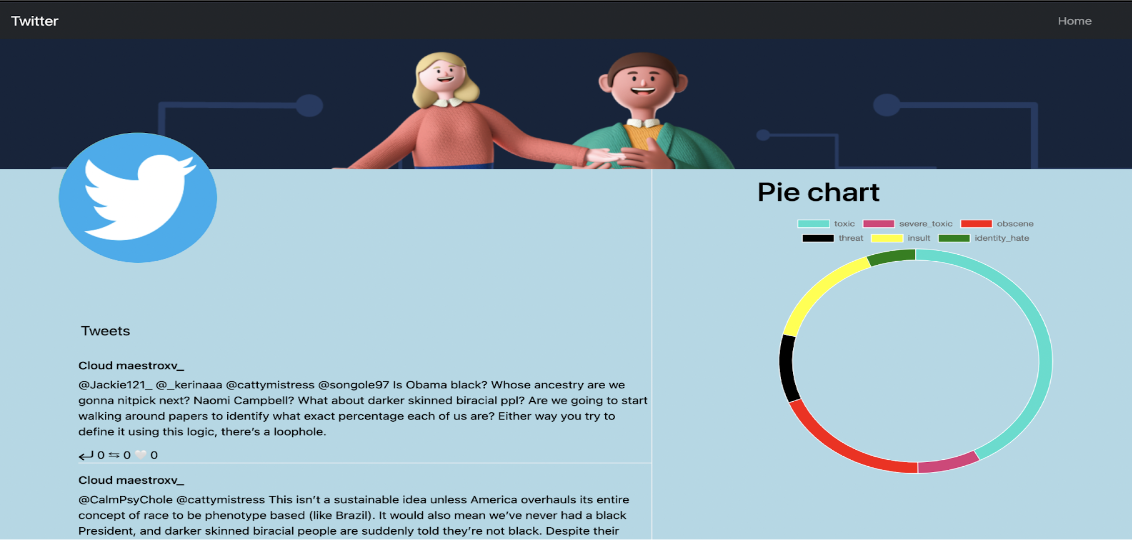 Twitter
Home
Pie chart
toxic severe_toxic obscene
threat insult identity_hate
Tweets
Cloud maestroxv_
@Jackie121_ @_kerinaaa @cattymistress @songole97 Is Obama black? Whose ancestry are we
gonna nitpick next? Naomi Campbell? What about darker skinned biracial ppl? Are we going to start
walking around papers to identify what exact percentage each of us are? Either way you try to
define it using this logic, there's a loophole.
0 0 0
Cloud maestroxv_
@CalmPsyChole @cattymistress This isn't a sustainable idea unless America overhauls its entire
concept of race to be phenotype based (like Brazil). It would also mean we've never had a black
President, and darker skinned biracial people are suddenly told they're not black. Despite their